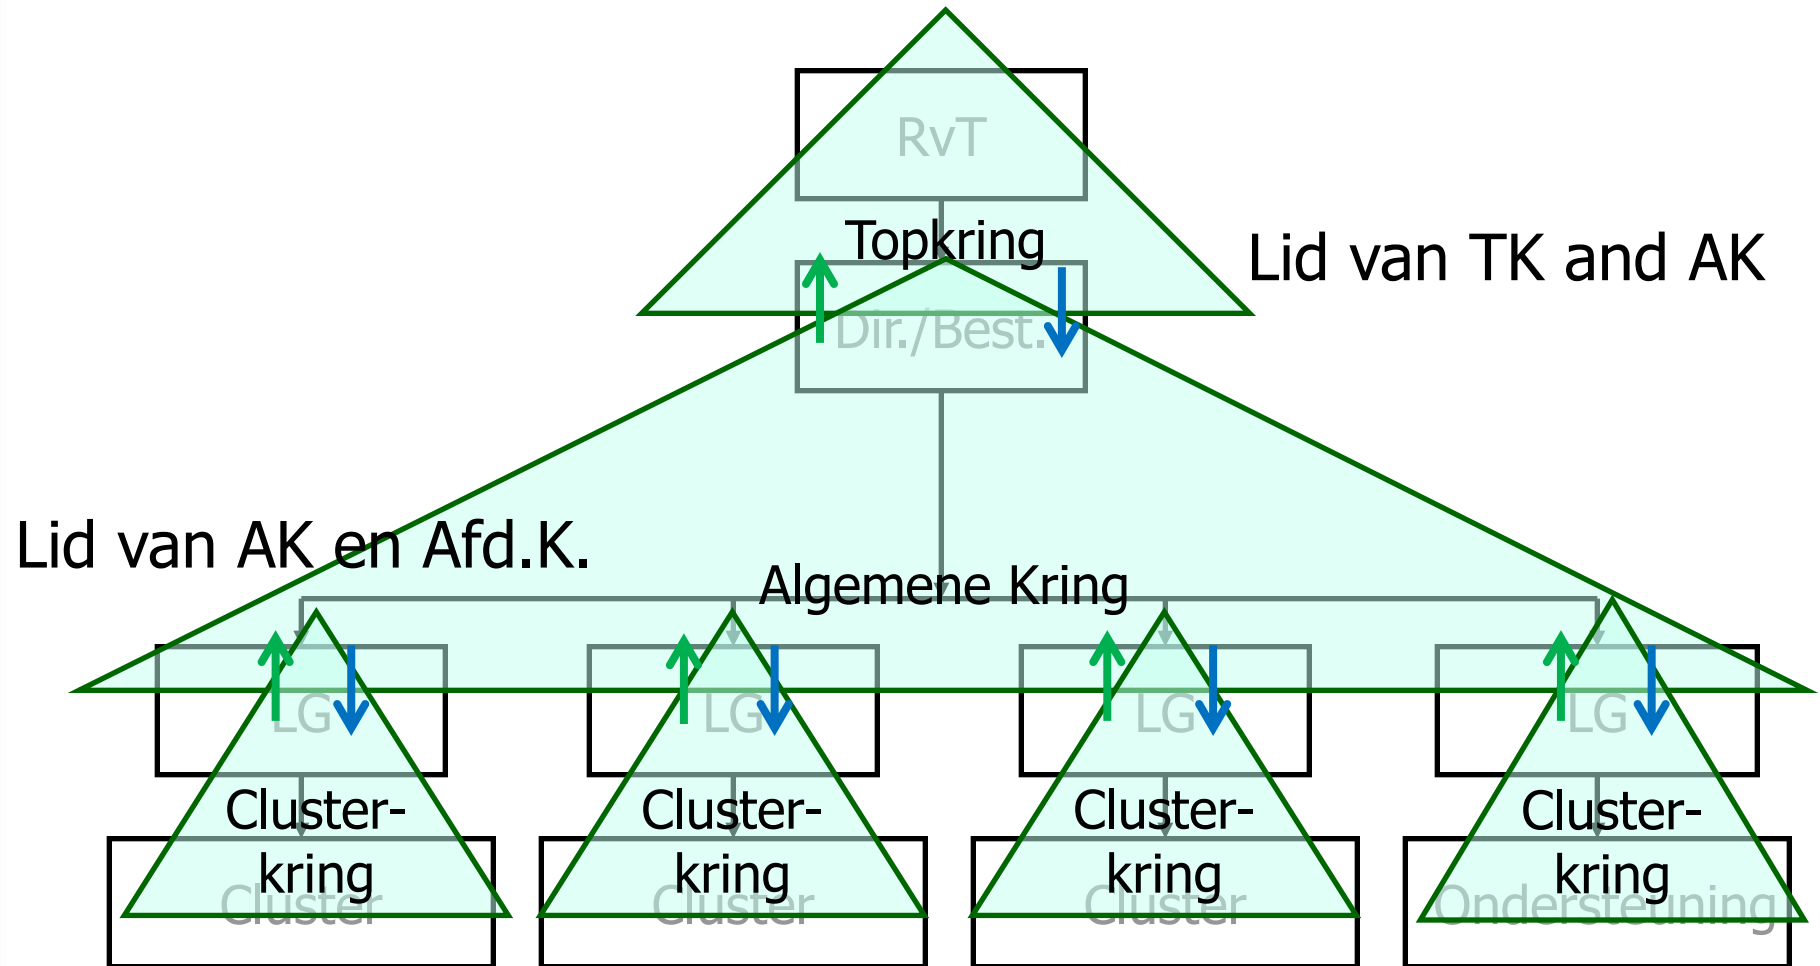 RvT
Topkring
Lid van TK and AK
Dir./Best.
Lid van AK en Afd.K.
Algemene Kring
LG LG LG LG
Cluster-
kring
Cluster
Cluster-
kring
Cluster
Cluster-
kring
Cluster
Cluster-
kring
Ondersteuning